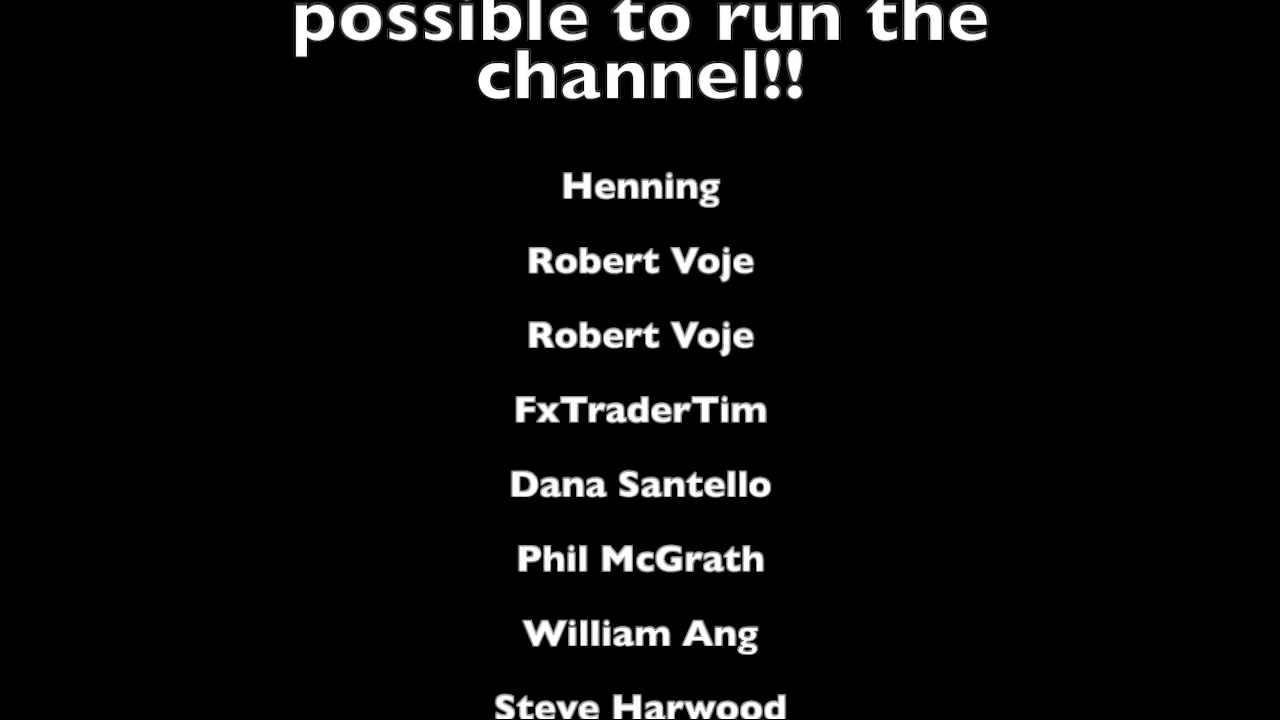 possible to run the
channel!!
Henning
Robert Voje
Robert Voje
FxTraderTim
Dana Santello
Phil McGrath
William Ang
Steve Harwood